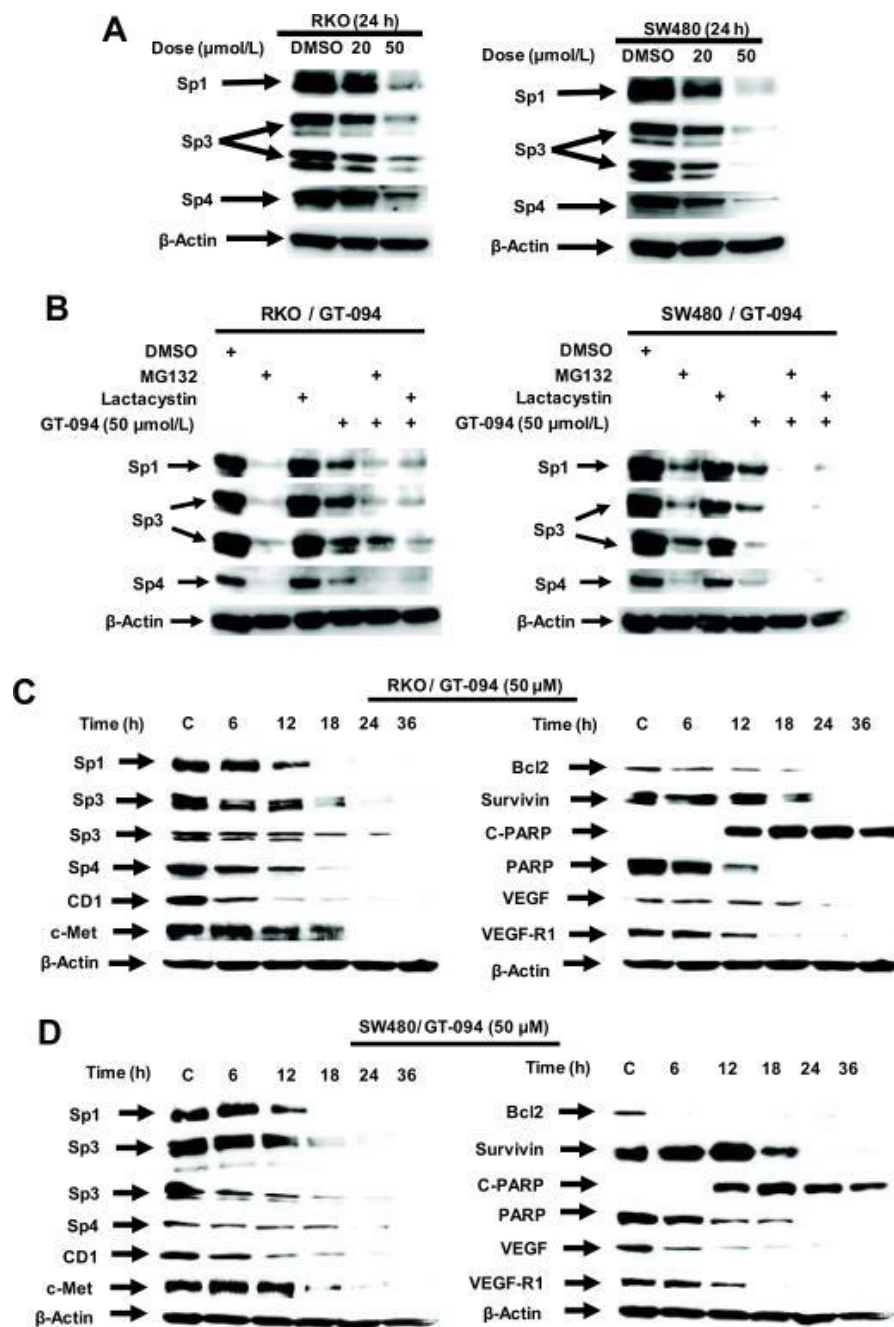 A
RKO (24 h)
Dose (µmol/L) DMSO 20 50
Sp1
Sp3
Sp4
β-Actin
SW480 (24 h)
Dose (µmol/L) DMSO 20 50
Sp1
Sp3
Sp4
β-Actin
B
RKO / GT-094
DMSO +
MG132 + +
Lactacystin + +
GT-094 (50 µmol/L) + + +
Sp1
Sp3
Sp4
β-Actin
SW480 / GT-094
DMSO +
MG132 + +
Lactacystin + +
GT-094 (50 µmol/L) + + +
Sp1
Sp3
Sp4
β-Actin
C
RKO/ GT-094 (50 µM)
Time (h) C 6 12 18 24 36
Sp1
Sp3
Sp3
Sp4
CD1
c-Met
β-Actin
Time (h) C 6 12 18 24 36
Bcl2
Survivin
C-PARP
PARP
VEGF
VEGF-R1
β-Actin
D
SW480/GT-094 (50 µM)
Time (h) C 6 12 18 24 36
Sp1
Sp3
Sp3
Sp4
CD1
c-Met
β-Actin
Time (h) C 6 12 18 24 36
Bcl2
Survivin
C-PARP
PARP
VEGF
VEGF-R1
β-Actin